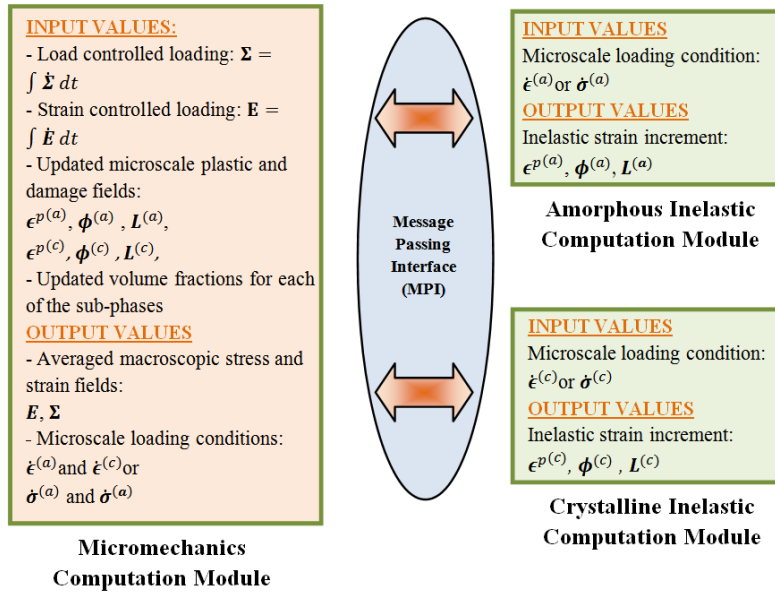 INPUT VALUES:
- Load controlled loading: Σ =
∫ Σ̇ dt
- Strain controlled loading: E =
∫ Ė dt
- Updated microscale plastic and
damage fields:
ϵ^p(a), ϕ^(a) , L^(a),
ϵ^p(c), ϕ^(c) , L^(c),
- Updated volume fractions for each
of the sub-phases
OUTPUT VALUES
- Averaged macroscopic stress and
strain fields:
E, Σ
- Microscale loading conditions:
ϵ̇^(a) and ϵ̇^(c) or
σ̇^(a) and σ̇^(a)
Micromechanics
Computation Module
Message
Passing
Interface
(MPI)
INPUT VALUES
Microscale loading condition:
ϵ̇^(a) or σ̇^(a)
OUTPUT VALUES
Inelastic strain increment:
ϵ^p(a), ϕ^(a), L^(a)
Amorphous Inelastic
Computation Module
INPUT VALUES
Microscale loading condition:
ϵ̇^(c) or σ̇^(c)
OUTPUT VALUES
Inelastic strain increment:
ϵ^p(c), ϕ^(c) , L^(c)
Crystalline Inelastic
Computation Module